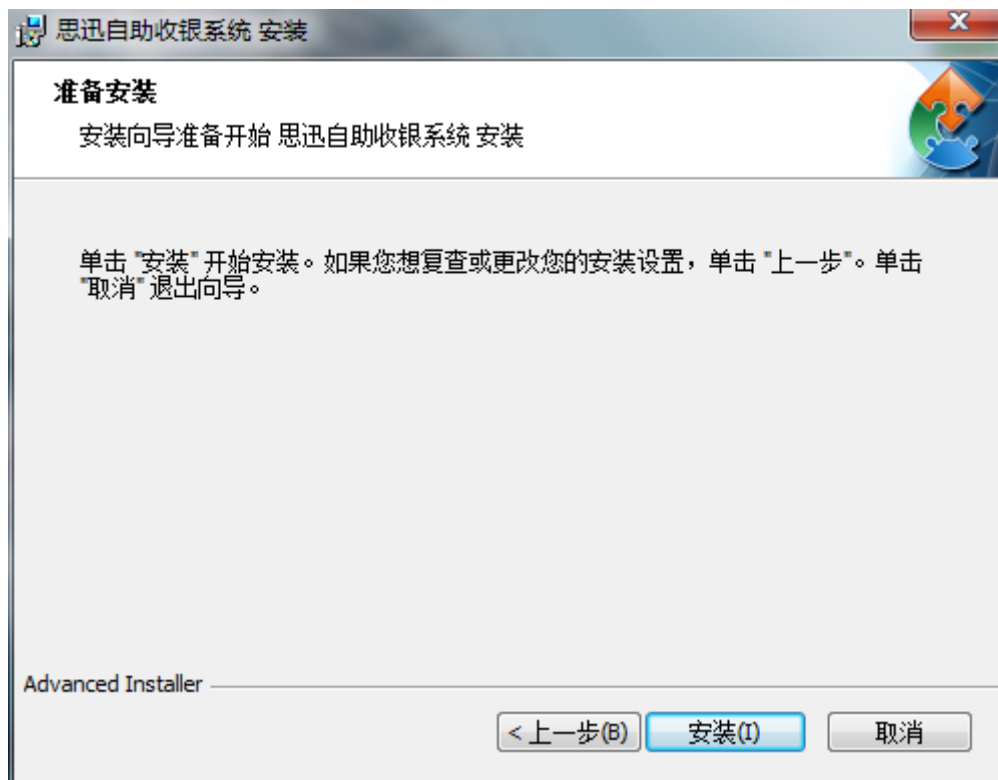 思迅自助收银系统 安装
准备安装
安装向导准备开始 思迅自助收银系统 安装
单击 "安装" 开始安装。如果您想复查或更改您的安装设置，单击 "上一步"。单击
"取消" 退出向导。
Advanced Installer
< 上一步(B)
安装(I)
取消